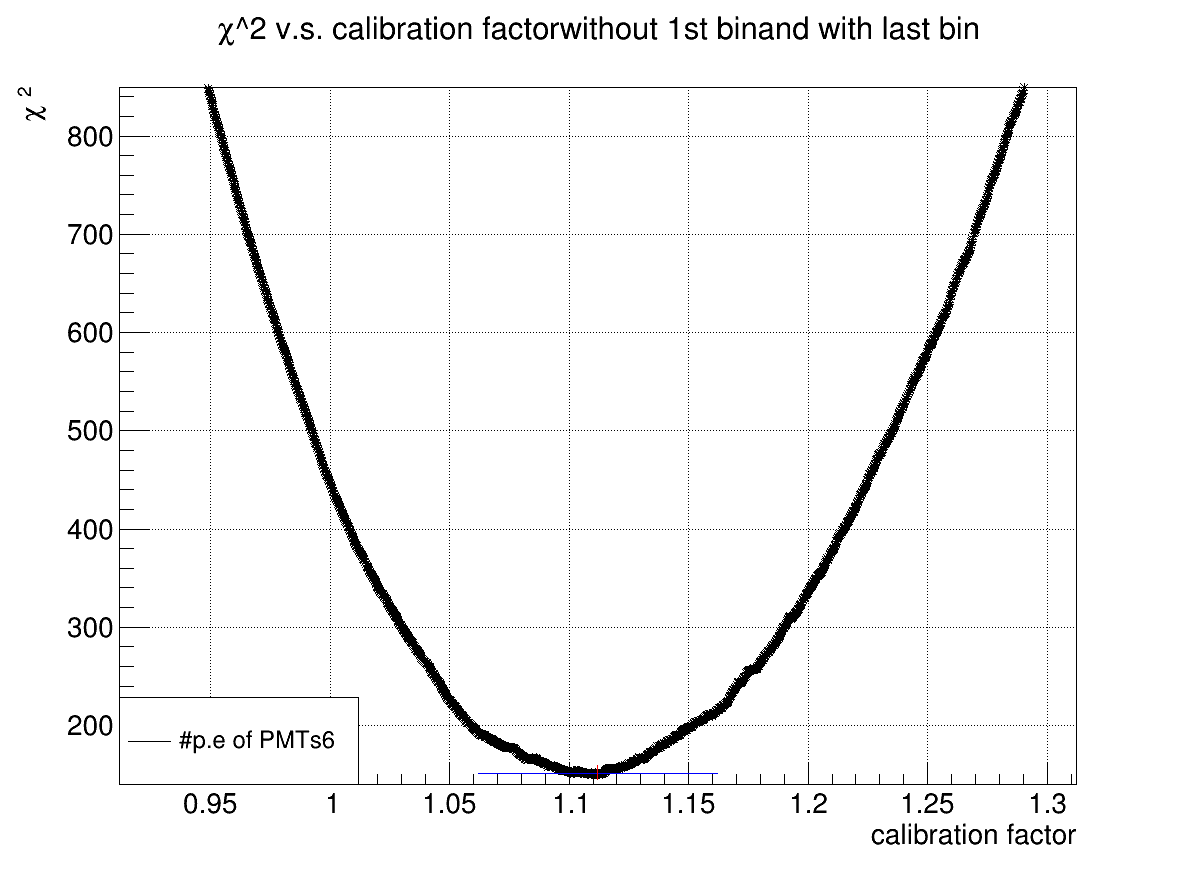 χ^2 v.s. calibration factorwithout 1st binand with last bin
χ 2
800
700
600
500
400
300
200
#p.e of PMTs6
0.95 1 1.05 1.1 1.15 1.2 1.25 1.3
calibration factor